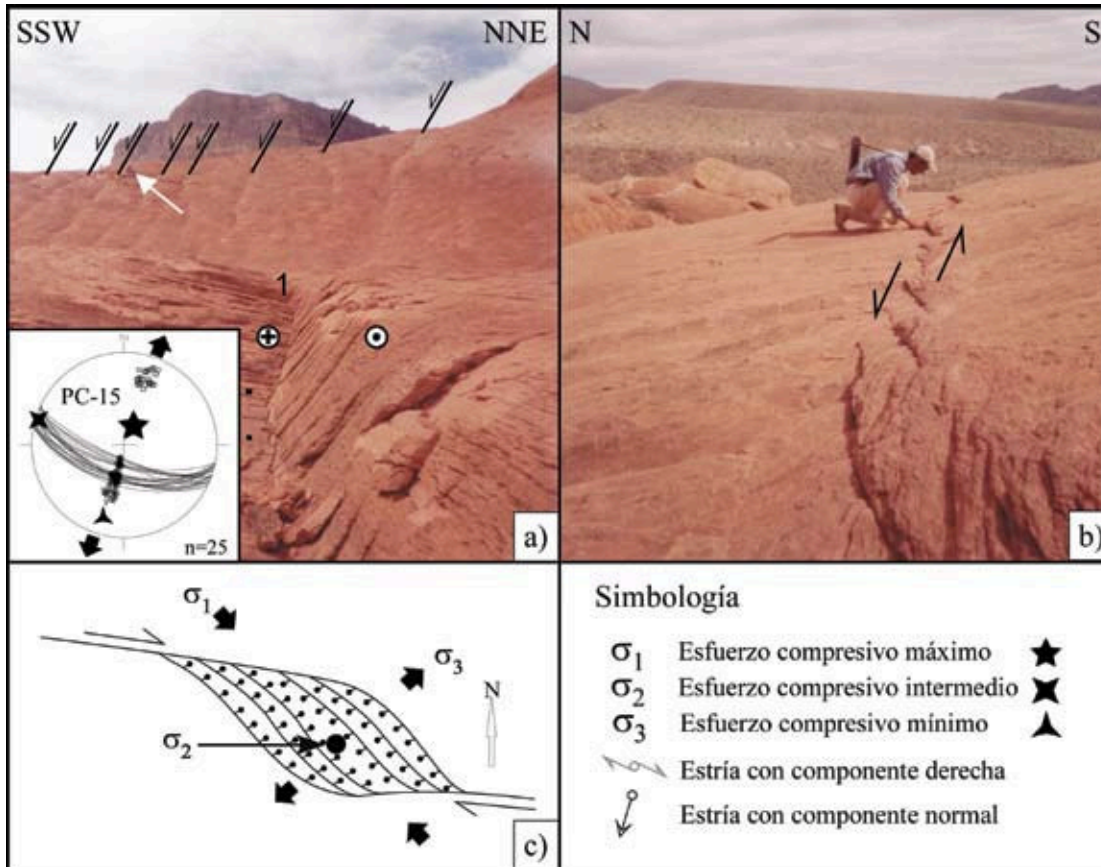 SSW NNE
1
N
PC-15
n=25
a)
N S
b)
σ1
σ3
N
σ2
c)
Simbología
σ1 Esfuerzo compresivo máximo
σ2 Esfuerzo compresivo intermedio
σ3 Esfuerzo compresivo mínimo
Estría con componente derecha
Estría con componente normal